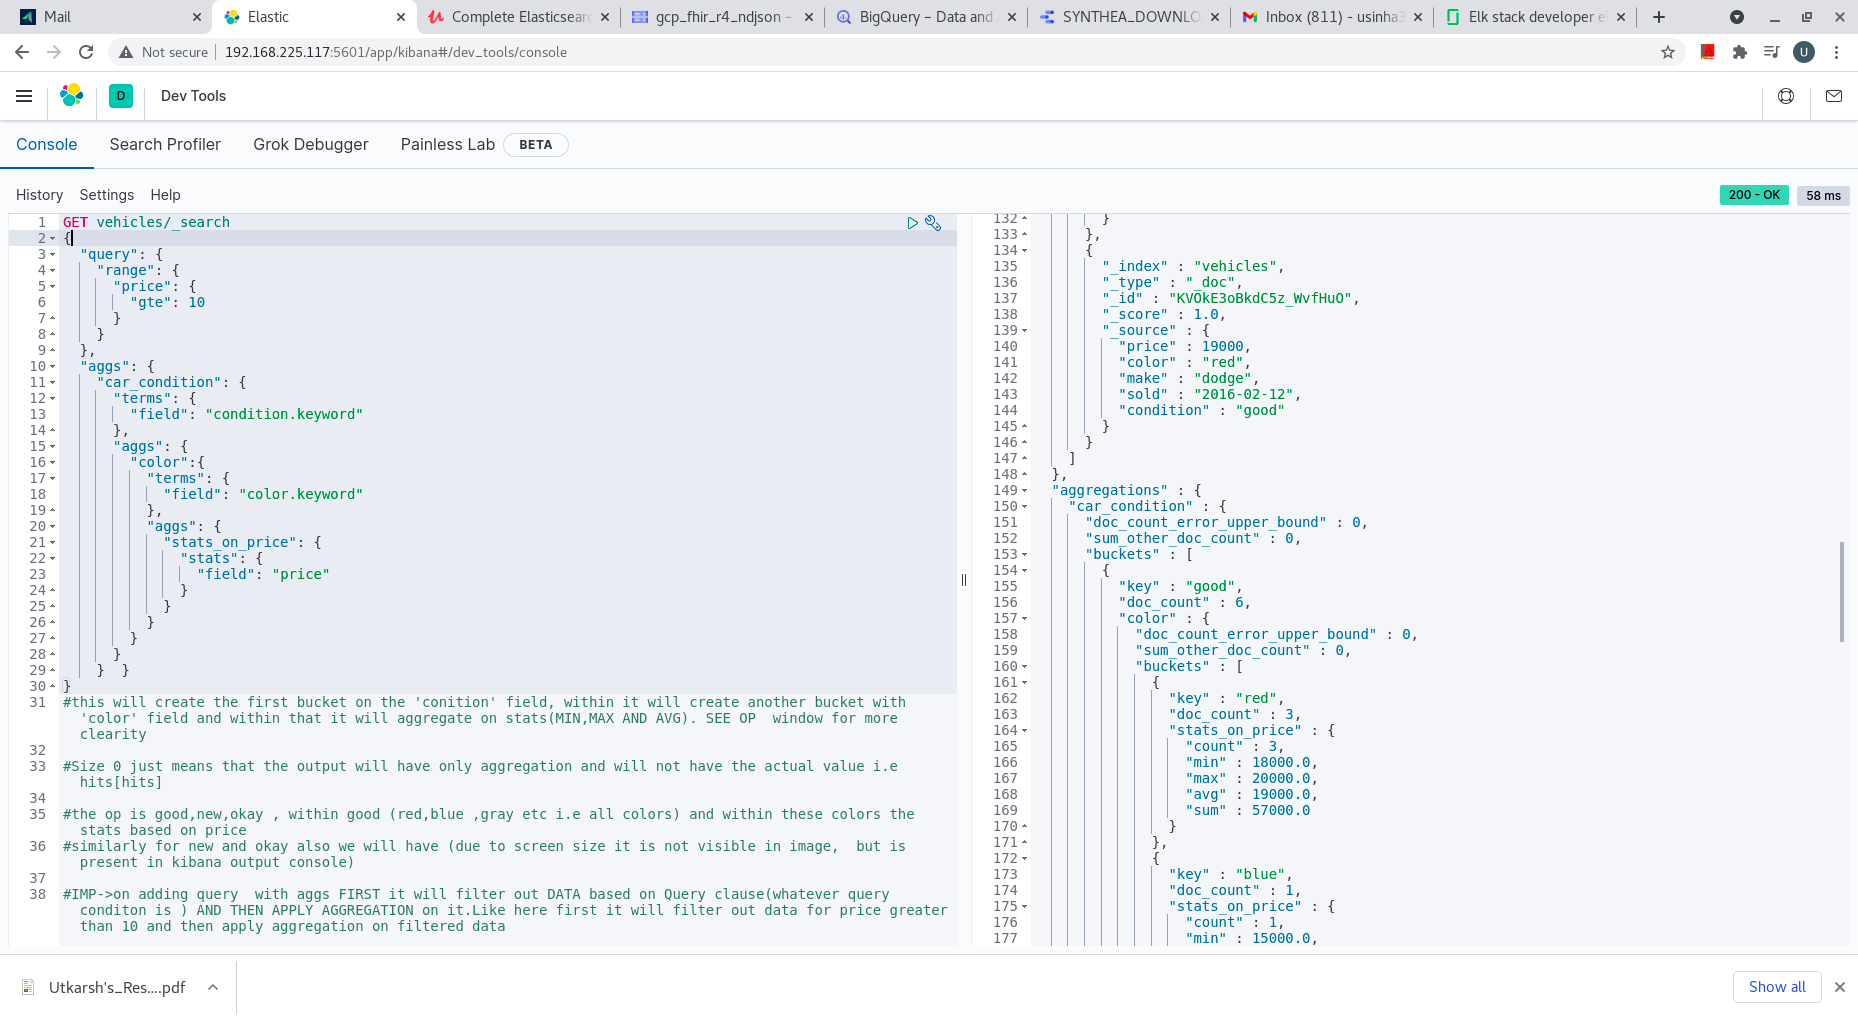 Mail
Elastic
Complete Elasticsear
gcp_fhir_r4_ndjson –
BigQuery – Data and
SYNTHEA_DOWNLO
Inbox (811) - usinha3
Elk stack developer e
Not secure
192.168.225.117:5601/app/kibana#/dev_tools/console
U
D
Dev Tools
Console
Search Profiler
Grok Debugger
Painless Lab
BETA
History
Settings
Help
200 - OK
58 ms
1 GET vehicles/_search
2 {
3 "query": {
4 "range": {
5 "price": {
6 "gte": 10
7 }
8 }
9 },
10 "aggs": {
11 "car_condition": {
12 "terms": {
13 "field": "condition.keyword"
14 },
15 "aggs": {
16 "color":{
17 "terms": {
18 "field": "color.keyword"
19 },
20 "aggs": {
21 "stats_on_price": {
22 "stats": {
23 "field": "price"
24 }
25 }
26 }
27 }
28 }
29 } }
30 }
31 #this will create the first bucket on the 'conition' field, within it will create another bucket with
'color' field and within that it will aggregate on stats(MIN,MAX AND AVG). SEE OP window for more
clearity
32
33 #Size 0 just means that the output will have only aggregation and will not have the actual value i.e
hits[hits]
34
35 #the op is good,new,okay , within good (red,blue ,gray etc i.e all colors) and within these colors the
stats based on price
36 #similarly for new and okay also we will have (due to screen size it is not visible in image, but is
present in kibana output console)
37
38 #IMP->on adding query with aggs FIRST it will filter out DATA based on Query clause(whatever query
conditon is ) AND THEN APPLY AGGREGATION on it.Like here first it will filter out data for price greater
than 10 and then apply aggregation on filtered data
132 }
133 },
134 {
135 "_index" : "vehicles",
136 "_type" : "_doc",
137 "_id" : "KVOkE3oBkdC5z_WvfHuO",
138 "_score" : 1.0,
139 "_source" : {
140 "price" : 19000,
141 "color" : "red",
142 "make" : "dodge",
143 "sold" : "2016-02-12",
144 "condition" : "good"
145 }
146 }
147 ]
148 },
149 "aggregations" : {
150 "car_condition" : {
151 "doc_count_error_upper_bound" : 0,
152 "sum_other_doc_count" : 0,
153 "buckets" : [
154 {
155 "key" : "good",
156 "doc_count" : 6,
157 "color" : {
158 "doc_count_error_upper_bound" : 0,
159 "sum_other_doc_count" : 0,
160 "buckets" : [
161 {
162 "key" : "red",
163 "doc_count" : 3,
164 "stats_on_price" : {
165 "count" : 3,
166 "min" : 18000.0,
167 "max" : 20000.0,
168 "avg" : 19000.0,
169 "sum" : 57000.0
170 }
171 },
172 {
173 "key" : "blue",
174 "doc_count" : 1,
175 "stats_on_price" : {
176 "count" : 1,
177 "min" : 15000.0,
Utkarsh's_Res....pdf
Show all